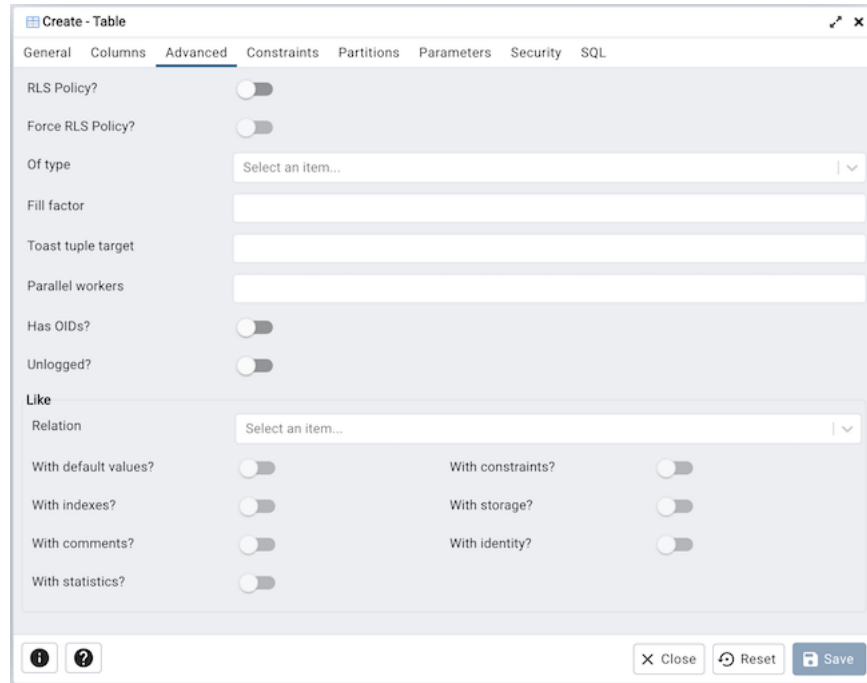 Create - Table
General Columns Advanced Constraints Partitions Parameters Security SQL
RLS Policy?
Force RLS Policy?
Of type Select an item...
Fill factor
Toast tuple target
Parallel workers
Has OIDs?
Unlogged?
Like
Relation Select an item...
With default values? With constraints?
With indexes? With storage?
With comments? With identity?
With statistics?
Close Reset Save